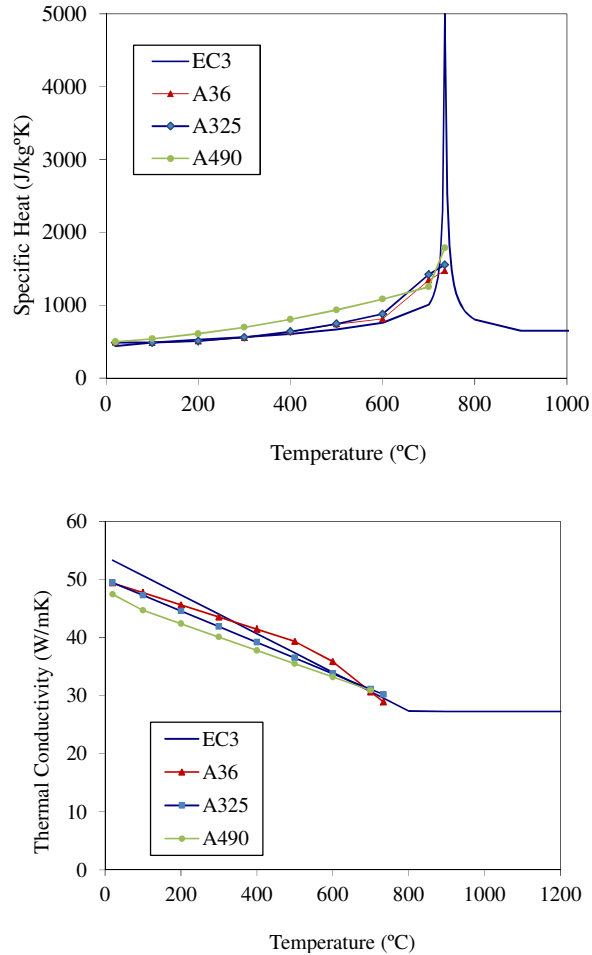 5000
4000
3000
2000
1000
0
Specific Heat (J/kgºK)
EC3
A36
A325
A490
0 200 400 600 800 1000
Temperature (ºC)
60
50
40
30
20
10
0
Thermal Conductivity (W/mK)
EC3
A36
A325
A490
0 200 400 600 800 1000 1200
Temperature (ºC)